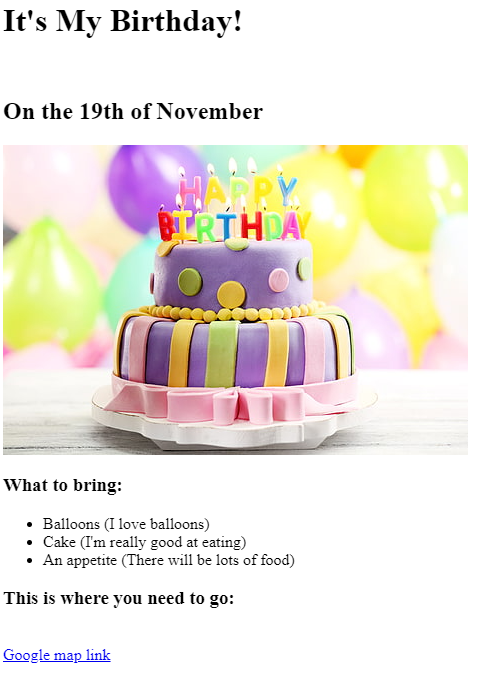 It's My Birthday!
On the 19th of November
HAPPY
BIRTHDAY
What to bring:
Balloons (I love balloons)
Cake (I'm really good at eating)
An appetite (There will be lots of food)
This is where you need to go:
Google map link